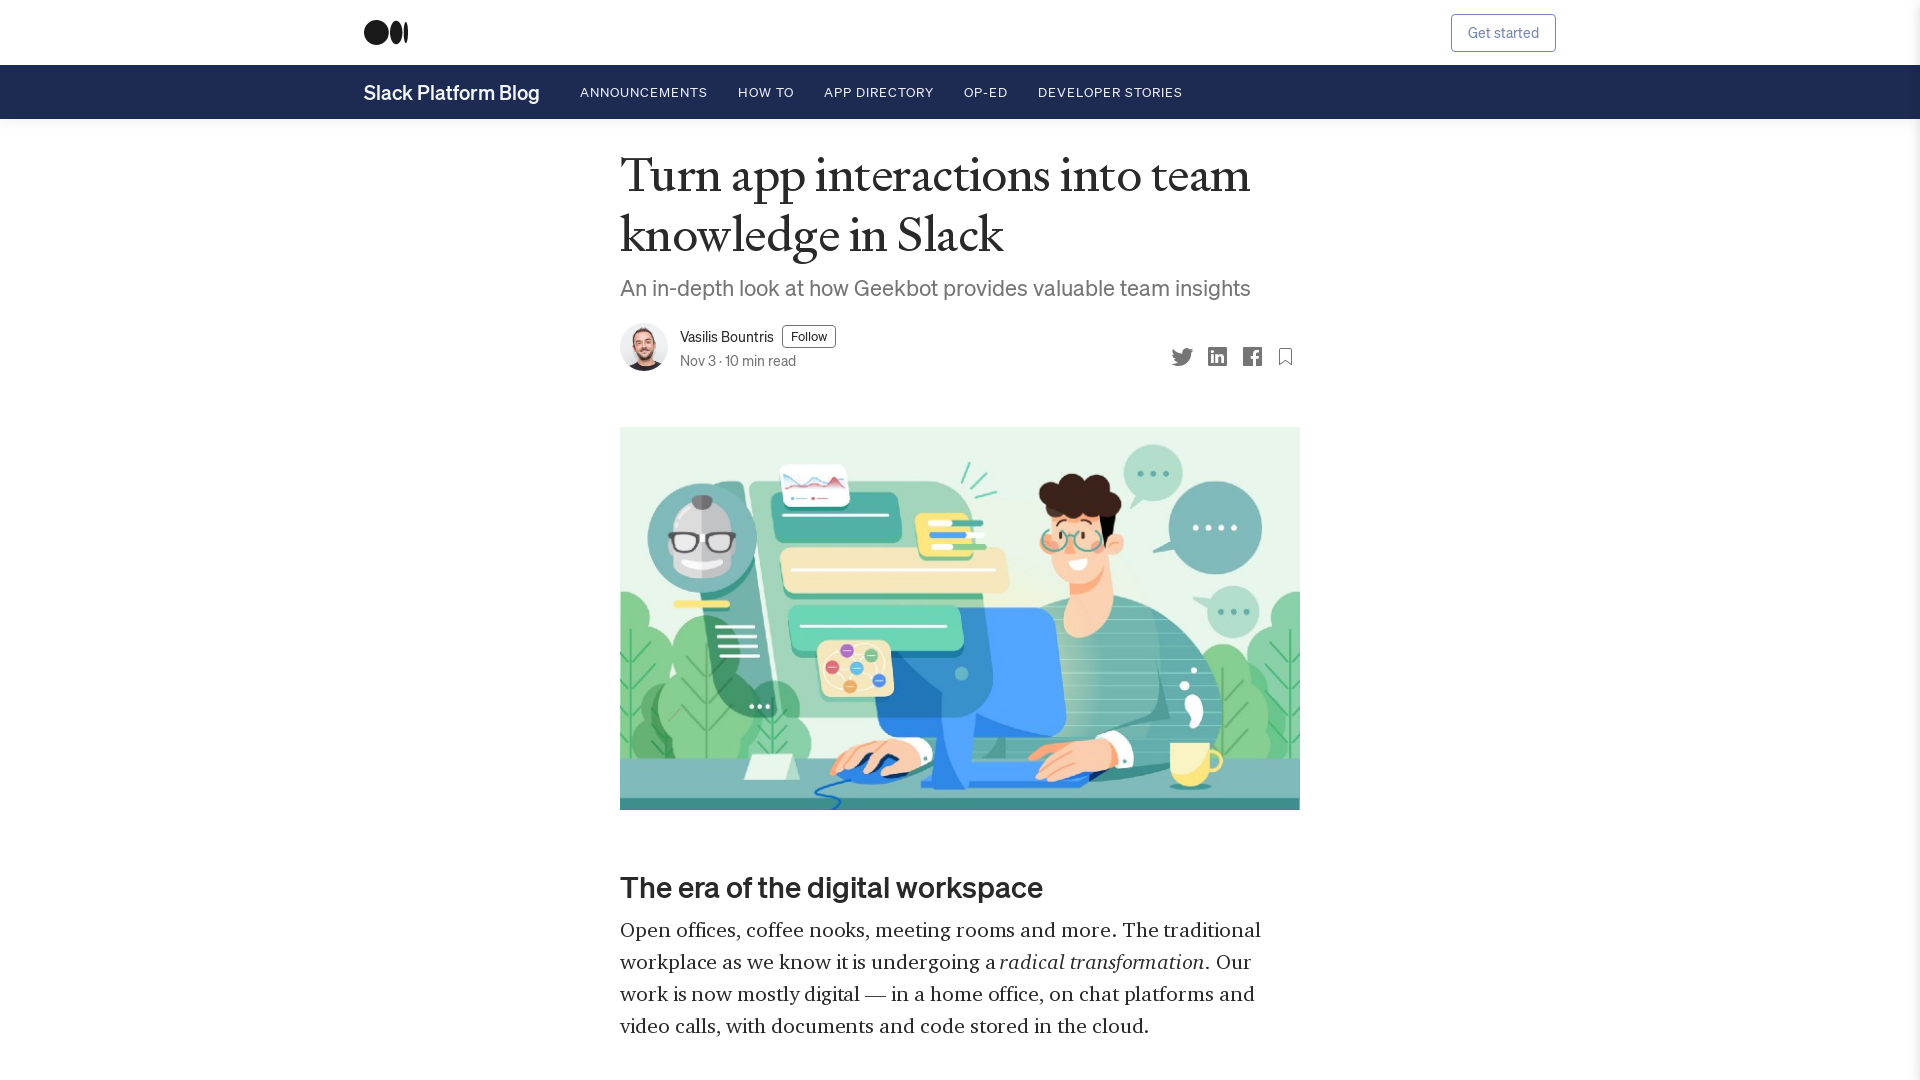 Get started
Slack Platform Blog
ANNOUNCEMENTS
HOW TO
APP DIRECTORY
OP-ED
DEVELOPER STORIES
Turn app interactions into team
knowledge in Slack
An in-depth look at how Geekbot provides valuable team insights
Vasilis Bountris
Follow
Nov 3 · 10 min read
The era of the digital workspace
Open offices, coffee nooks, meeting rooms and more. The traditional
workplace as we know it is undergoing a radical transformation. Our
work is now mostly digital — in a home office, on chat platforms and
video calls, with documents and code stored in the cloud.